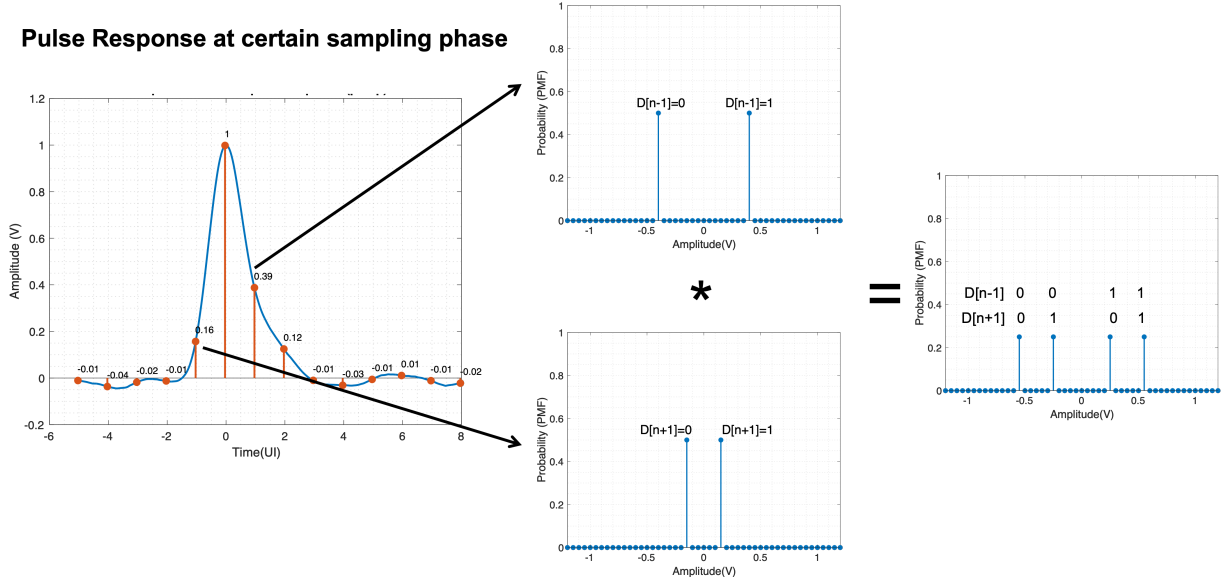 Pulse Response at certain sampling phase
1.2
1
0.8
0.6
0.4
0.2
0
-0.2
Amplitude (V)
1
0.39
0.16
0.12
-0.01
-0.04
-0.02
-0.01
-0.01
-0.03
-0.01
0.01
-0.01
-0.02
-6 -4 -2 0 2 4 6 8
Time(UI)
Probability (PMF)
1
0.8
0.6
0.4
0.2
0
D[n-1]=0 D[n-1]=1
-1 -0.5 0 0.5 1
Amplitude(V)
*
Probability (PMF)
1
0.8
0.6
0.4
0.2
0
D[n+1]=0 D[n+1]=1
-1 -0.5 0 0.5 1
Amplitude(V)
=
Probability (PMF)
1
0.8
0.6
0.4
0.2
0
D[n-1] 0 0 1 1
D[n+1] 0 1 0 1
-1 -0.5 0 0.5 1
Amplitude(V)